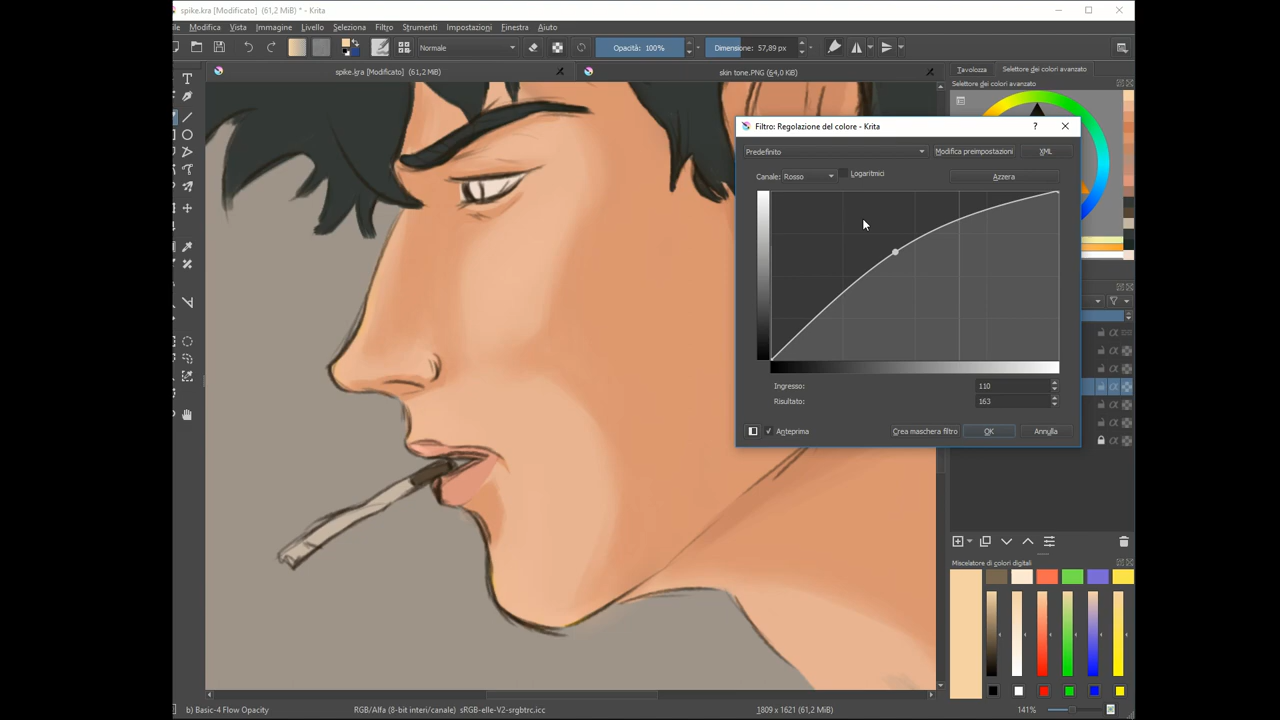 spike.kra [Modificato] (61,2 MiB) * - Krita
ile Modifica Vista Immagine Livello Seleziona Filtro Strumenti Impostazioni Finestra Aiuto
Normale Opacità: 100% Dimensione: 57,89 px
spike.kra [Modificato] (61,2 MiB) skin tone.PNG (64,0 KiB) Tavolozza Selettore dei colori avanzato
Selettore dei colori avanzato
Filtro: Regolazione del colore - Krita ?
Predefinito Modifica preimpostazioni XML
Canale: Rosso Logaritmici Azzera
Ingresso: 110
Risultato: 163
Anteprima Crea maschera filtro OK Annulla
Miscelatore di colori digitali
b) Basic-4 Flow Opacity RGB/Alfa (8-bit interi/canale) sRGB-elle-V2-srgbtrc.icc 1809 x 1621 (61,2 MiB) 141%